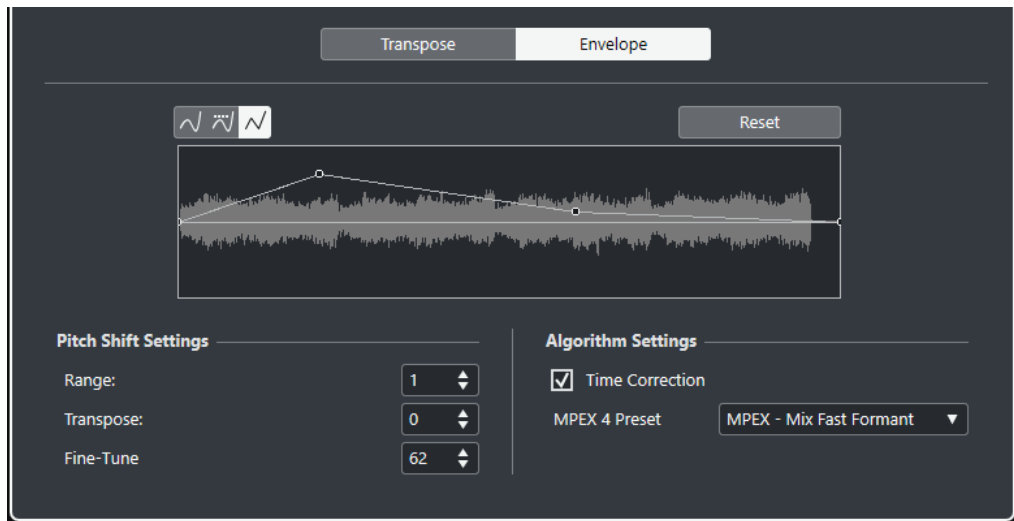 Transpose Envelope
Reset
Pitch Shift Settings
Range: 1
Transpose: 0
Fine-Tune 62
Algorithm Settings
Time Correction
MPEX 4 Preset MPEX - Mix Fast Formant